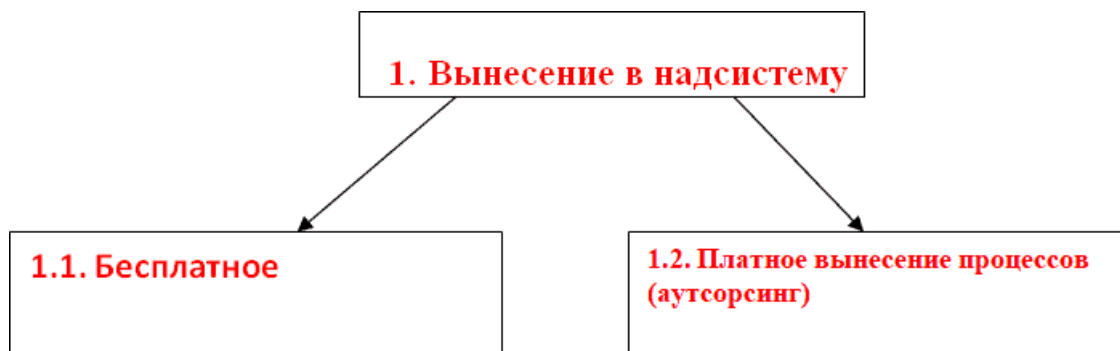 1. Вынесение в надсистему
1.1. Бесплатное
1.2. Платное вынесение процессов
(аутсорсинг)